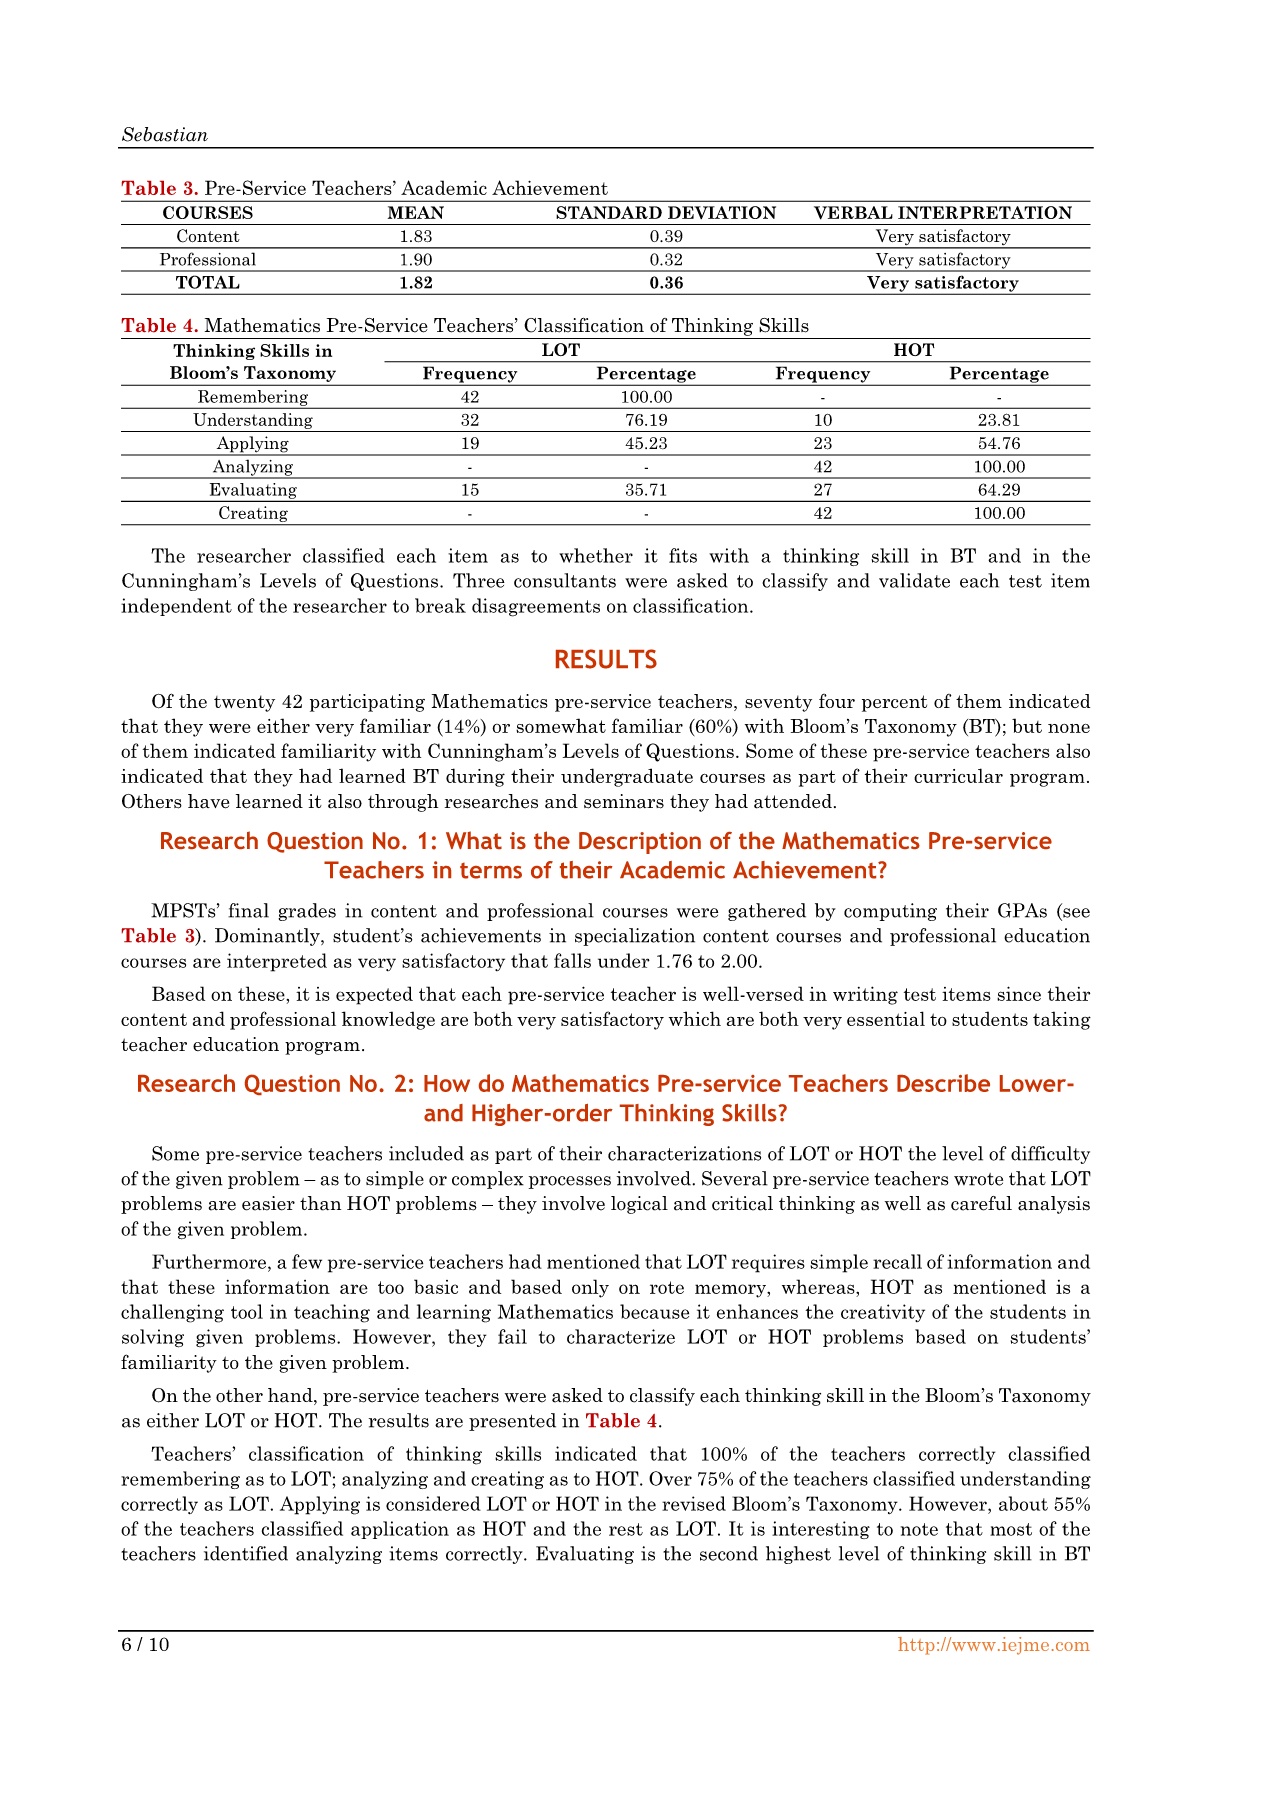 Sebastian
Table 3. Pre-Service Teachers’ Academic Achievement
COURSES MEAN STANDARD DEVIATION VERBAL INTERPRETATION
Content 1.83 0.39 Very satisfactory
Professional 1.90 0.32 Very satisfactory
TOTAL 1.82 0.36 Very satisfactory
Table 4. Mathematics Pre-Service Teachers’ Classification of Thinking Skills
Thinking Skills in LOT HOT
Bloom’s Taxonomy Frequency Percentage Frequency Percentage
Remembering 42 100.00 - -
Understanding 32 76.19 10 23.81
Applying 19 45.23 23 54.76
Analyzing - - 42 100.00
Evaluating 15 35.71 27 64.29
Creating - - 42 100.00
The researcher classified each item as to whether it fits with a thinking skill in BT and in the
Cunningham’s Levels of Questions. Three consultants were asked to classify and validate each test item
independent of the researcher to break disagreements on classification.
RESULTS
Of the twenty 42 participating Mathematics pre-service teachers, seventy four percent of them indicated
that they were either very familiar (14%) or somewhat familiar (60%) with Bloom’s Taxonomy (BT); but none
of them indicated familiarity with Cunningham’s Levels of Questions. Some of these pre-service teachers also
indicated that they had learned BT during their undergraduate courses as part of their curricular program.
Others have learned it also through researches and seminars they had attended.
Research Question No. 1: What is the Description of the Mathematics Pre-service
Teachers in terms of their Academic Achievement?
MPSTs’ final grades in content and professional courses were gathered by computing their GPAs (see
Table 3). Dominantly, student’s achievements in specialization content courses and professional education
courses are interpreted as very satisfactory that falls under 1.76 to 2.00.
Based on these, it is expected that each pre-service teacher is well-versed in writing test items since their
content and professional knowledge are both very satisfactory which are both very essential to students taking
teacher education program.
Research Question No. 2: How do Mathematics Pre-service Teachers Describe Lower-
and Higher-order Thinking Skills?
Some pre-service teachers included as part of their characterizations of LOT or HOT the level of difficulty
of the given problem – as to simple or complex processes involved. Several pre-service teachers wrote that LOT
problems are easier than HOT problems – they involve logical and critical thinking as well as careful analysis
of the given problem.
Furthermore, a few pre-service teachers had mentioned that LOT requires simple recall of information and
that these information are too basic and based only on rote memory, whereas, HOT as mentioned is a
challenging tool in teaching and learning Mathematics because it enhances the creativity of the students in
solving given problems. However, they fail to characterize LOT or HOT problems based on students’
familiarity to the given problem.
On the other hand, pre-service teachers were asked to classify each thinking skill in the Bloom’s Taxonomy
as either LOT or HOT. The results are presented in Table 4.
Teachers’ classification of thinking skills indicated that 100% of the teachers correctly classified
remembering as to LOT; analyzing and creating as to HOT. Over 75% of the teachers classified understanding
correctly as LOT. Applying is considered LOT or HOT in the revised Bloom’s Taxonomy. However, about 55%
of the teachers classified application as HOT and the rest as LOT. It is interesting to note that most of the
teachers identified analyzing items correctly. Evaluating is the second highest level of thinking skill in BT
6 / 10 http://www.iejme.com